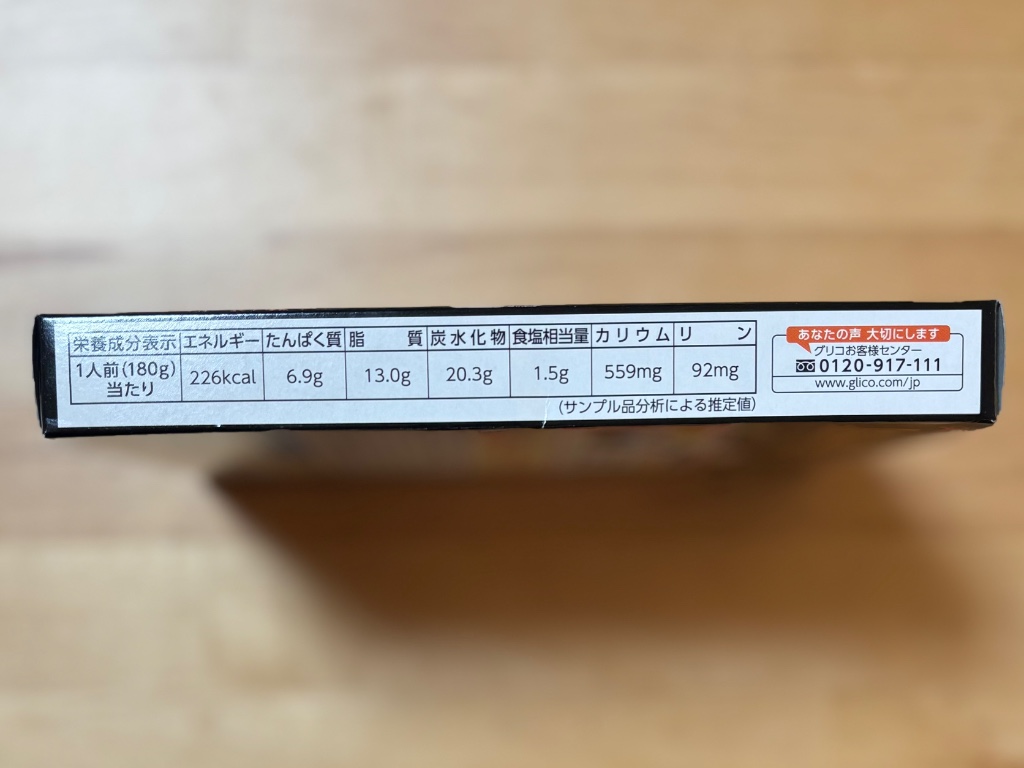 栄養成分表示 エネルギー たんぱく質 脂質 炭水化物 食塩相当量 カリウム リン
1人前(180g)当たり 226kcal 6.9g 13.0g 20.3g 1.5g 559mg 92mg
(サンプル品分析による推定値)
あなたの声 大切にします
グリコお客様センター
0120-917-111
www.glico.com/jp